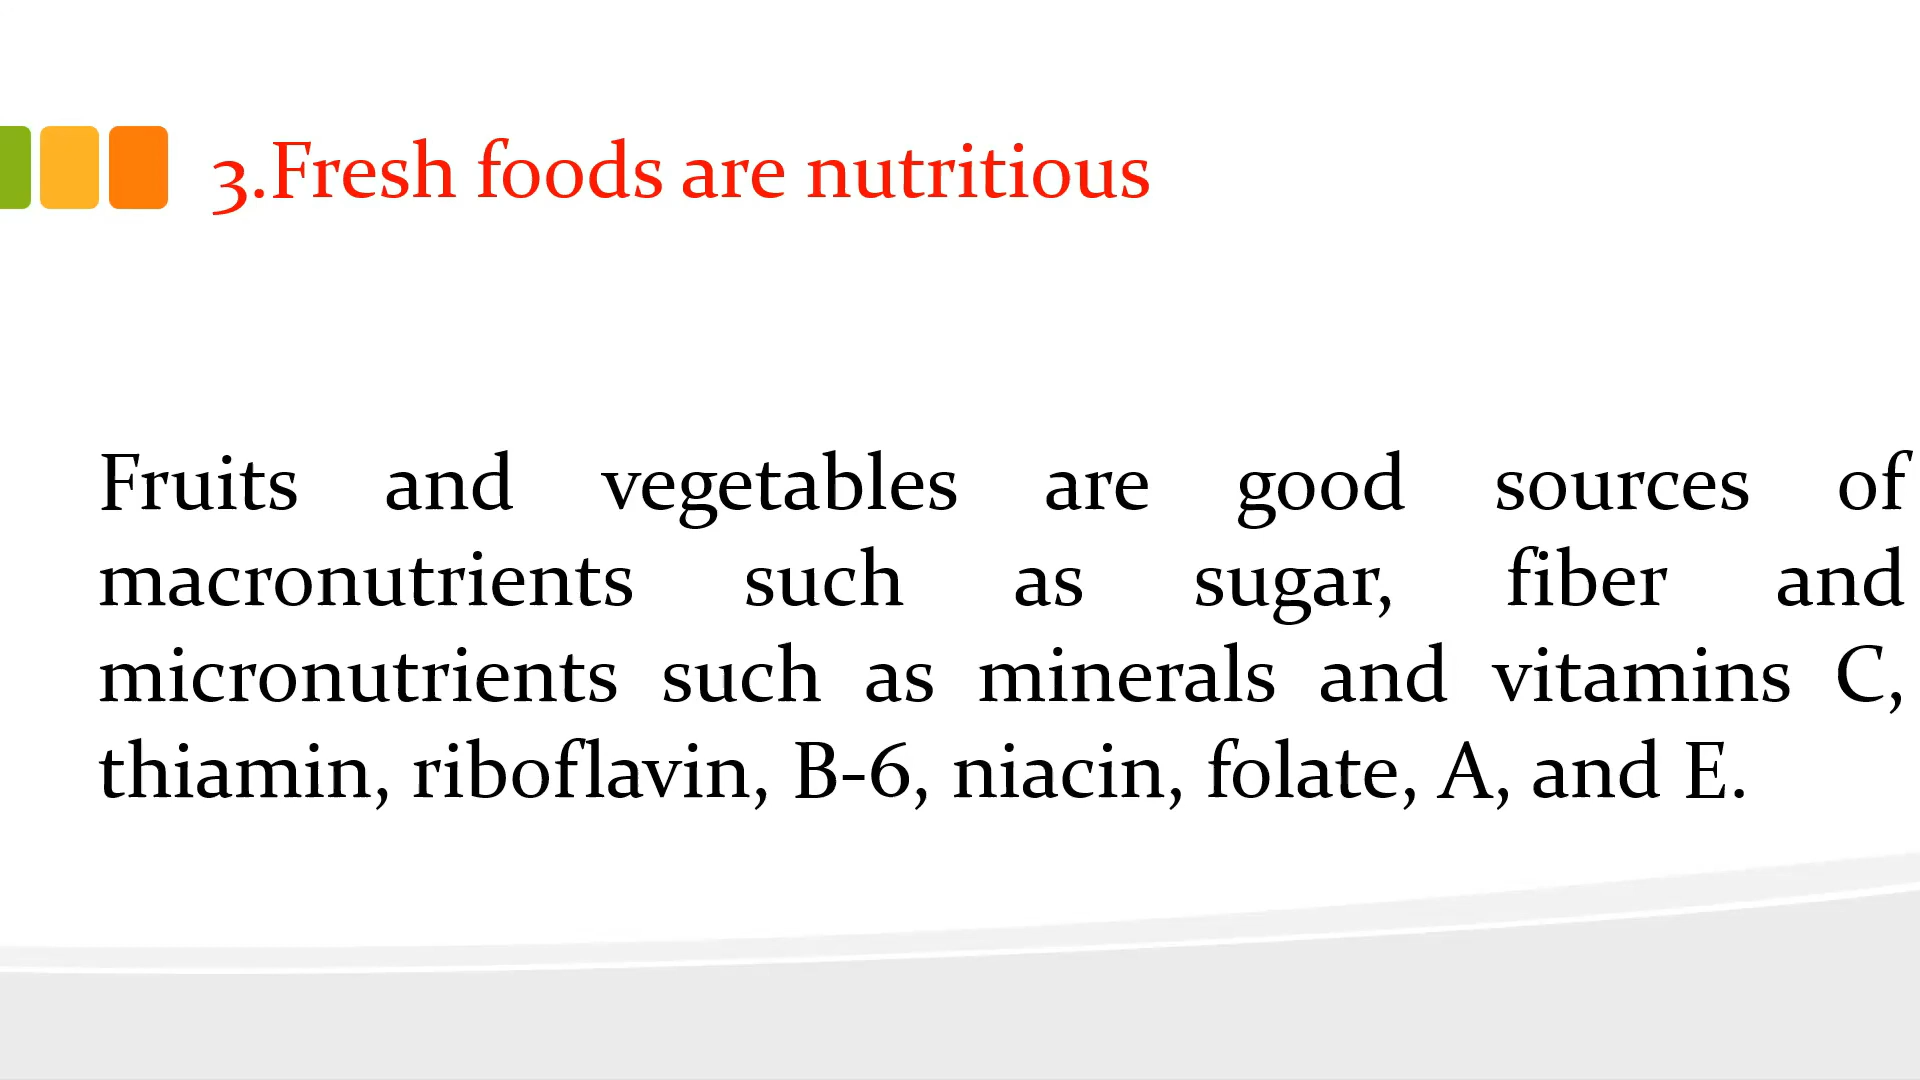 3.Fresh foods are nutritious
Fruits and vegetables are good sources of
macronutrients such as sugar, fiber and
micronutrients such as minerals and vitamins C,
thiamin, riboflavin, B-6, niacin, folate, A, and E.